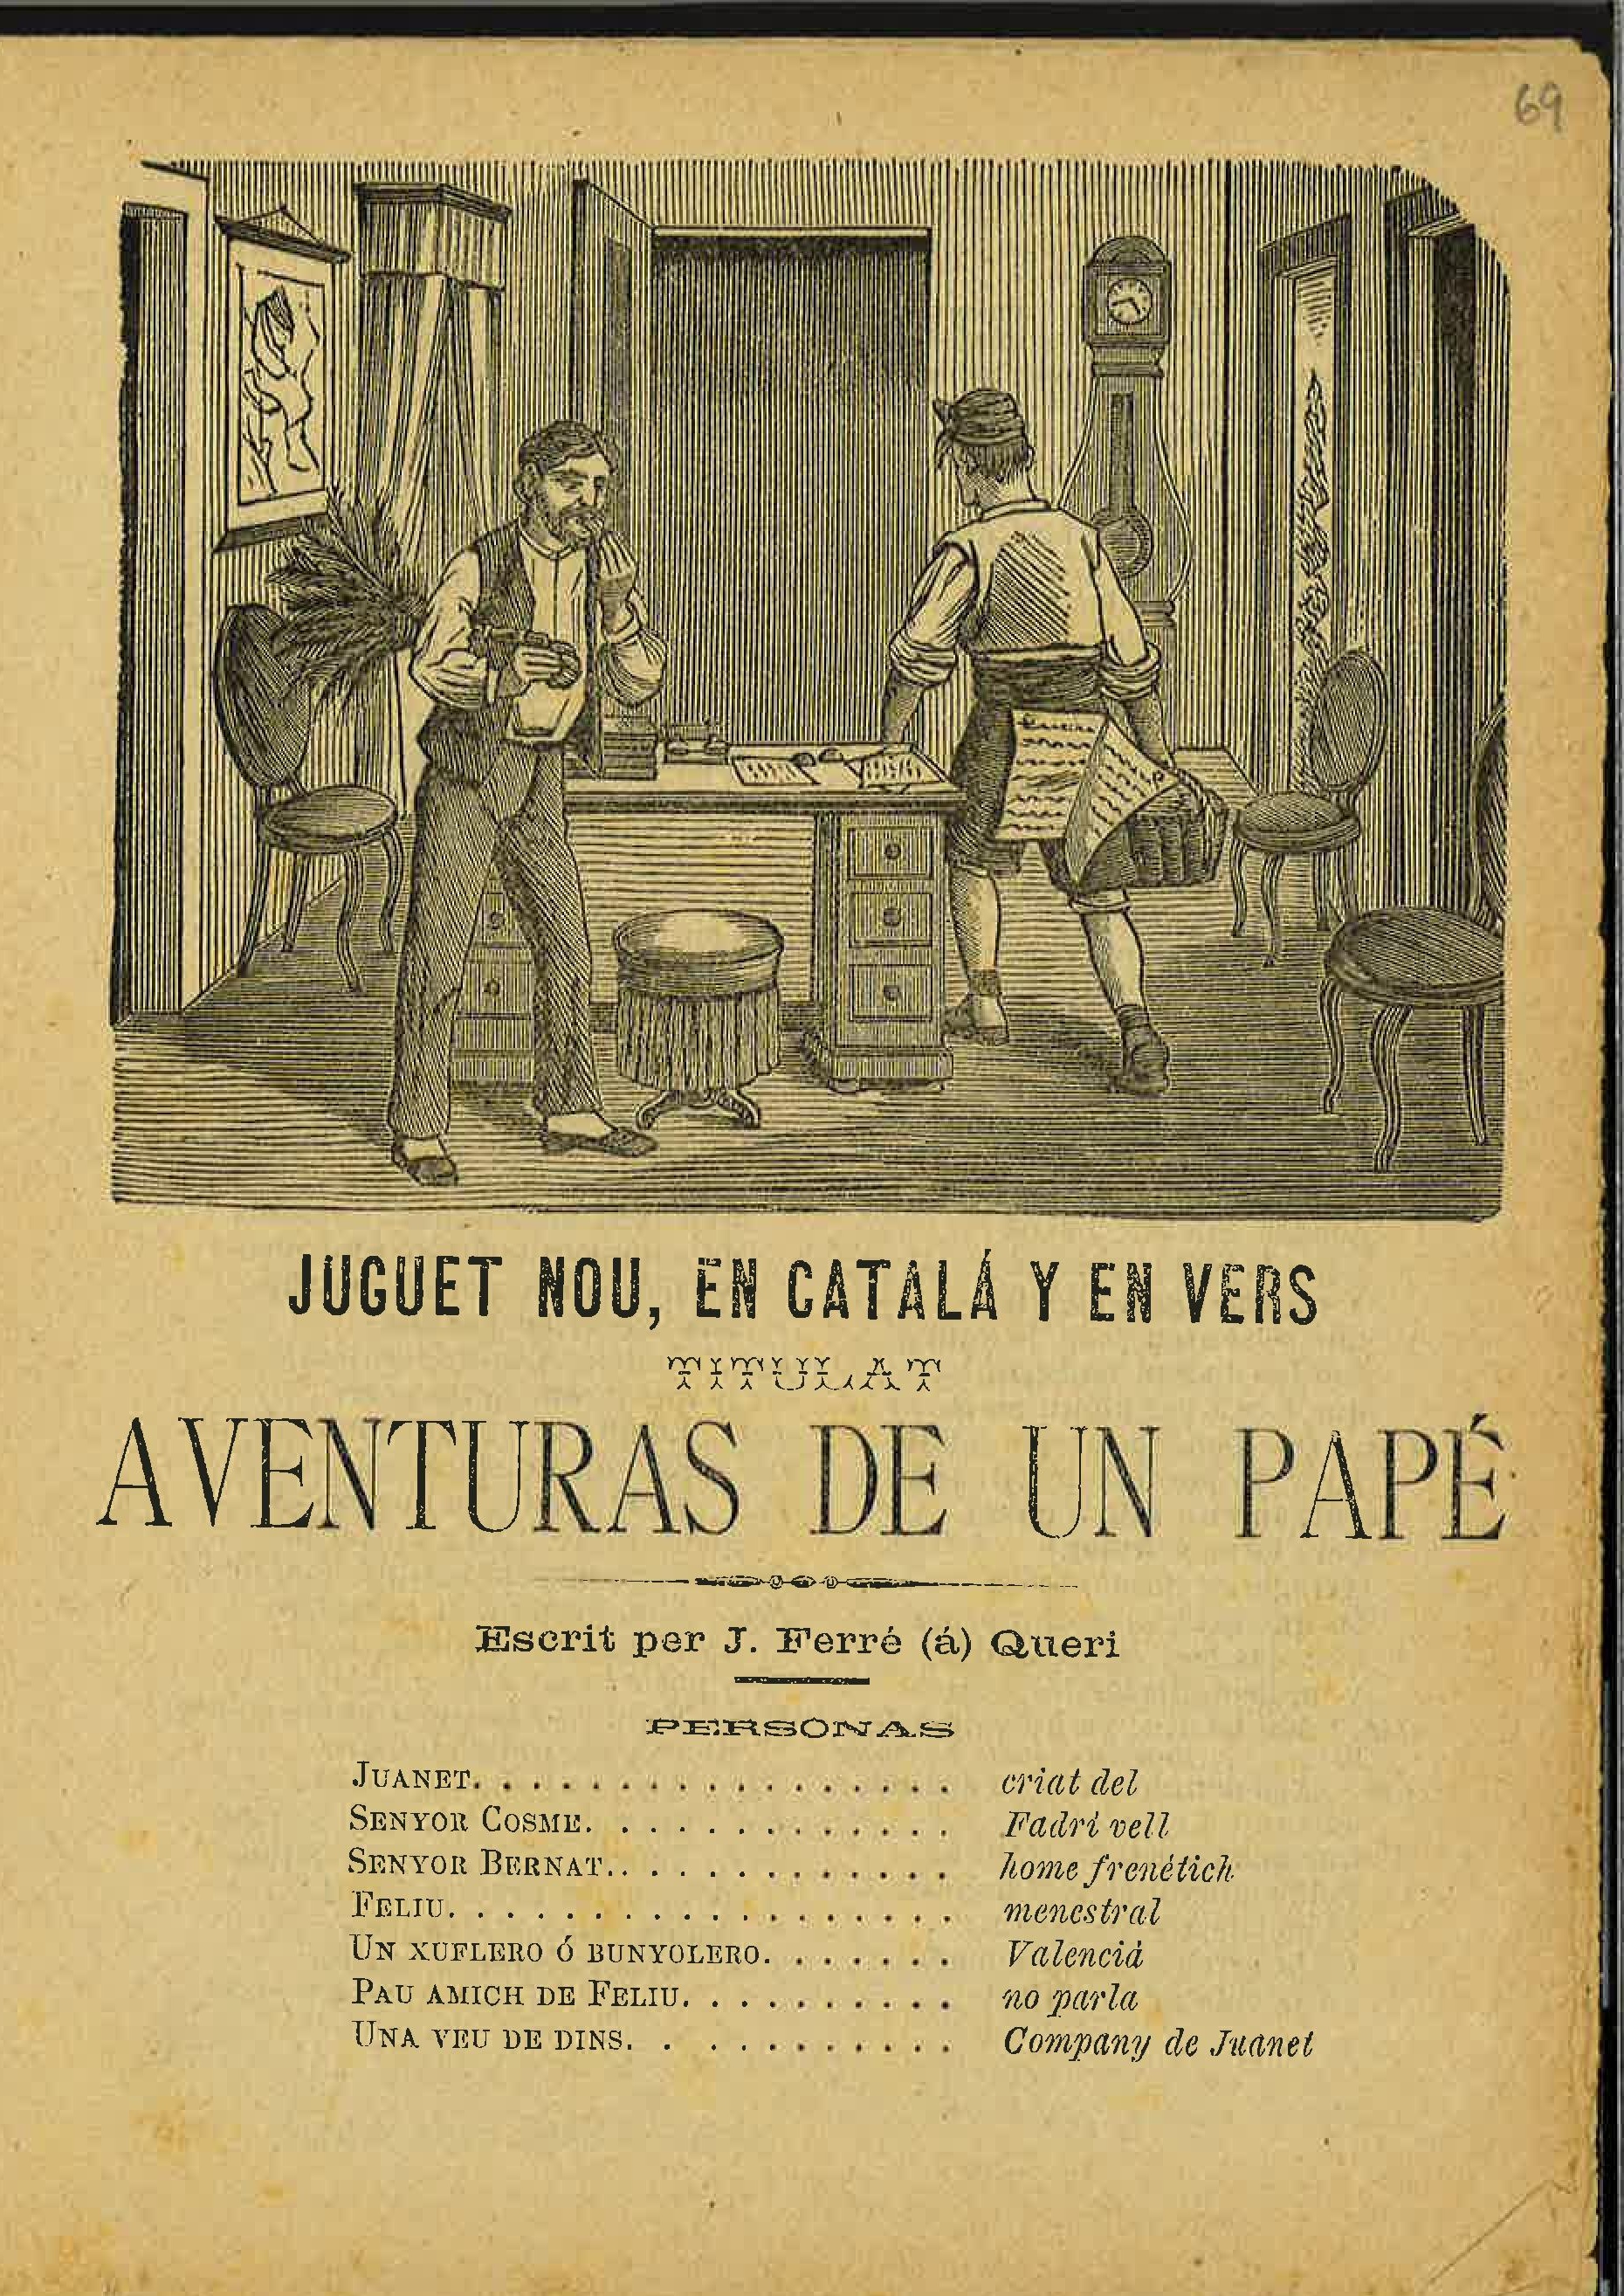 69
JUGUET NOU, EN CATALÁ Y EN VERS
TITULAT
AVENTURAS DE UN PAPÉ
Escrit per J. Ferré (á) Queri
PERSONAS
JUANET. . . . . . . . . . . . . . . . . criat del
SENYOR COSME. . . . . . . . . . . . . Fadrí vell
SENYOR BERNAT. . . . . . . . . . . . . home frenétich
FELIU. . . . . . . . . . . . . . . . . . menestral
UN XUFLERO Ó BUNYOLERO. . . . . . . Valenciá
PAU AMICH DE FELIU. . . . . . . . . . no parla
UNA VEU DE DINS. . . . . . . . . . . Company de Juanet